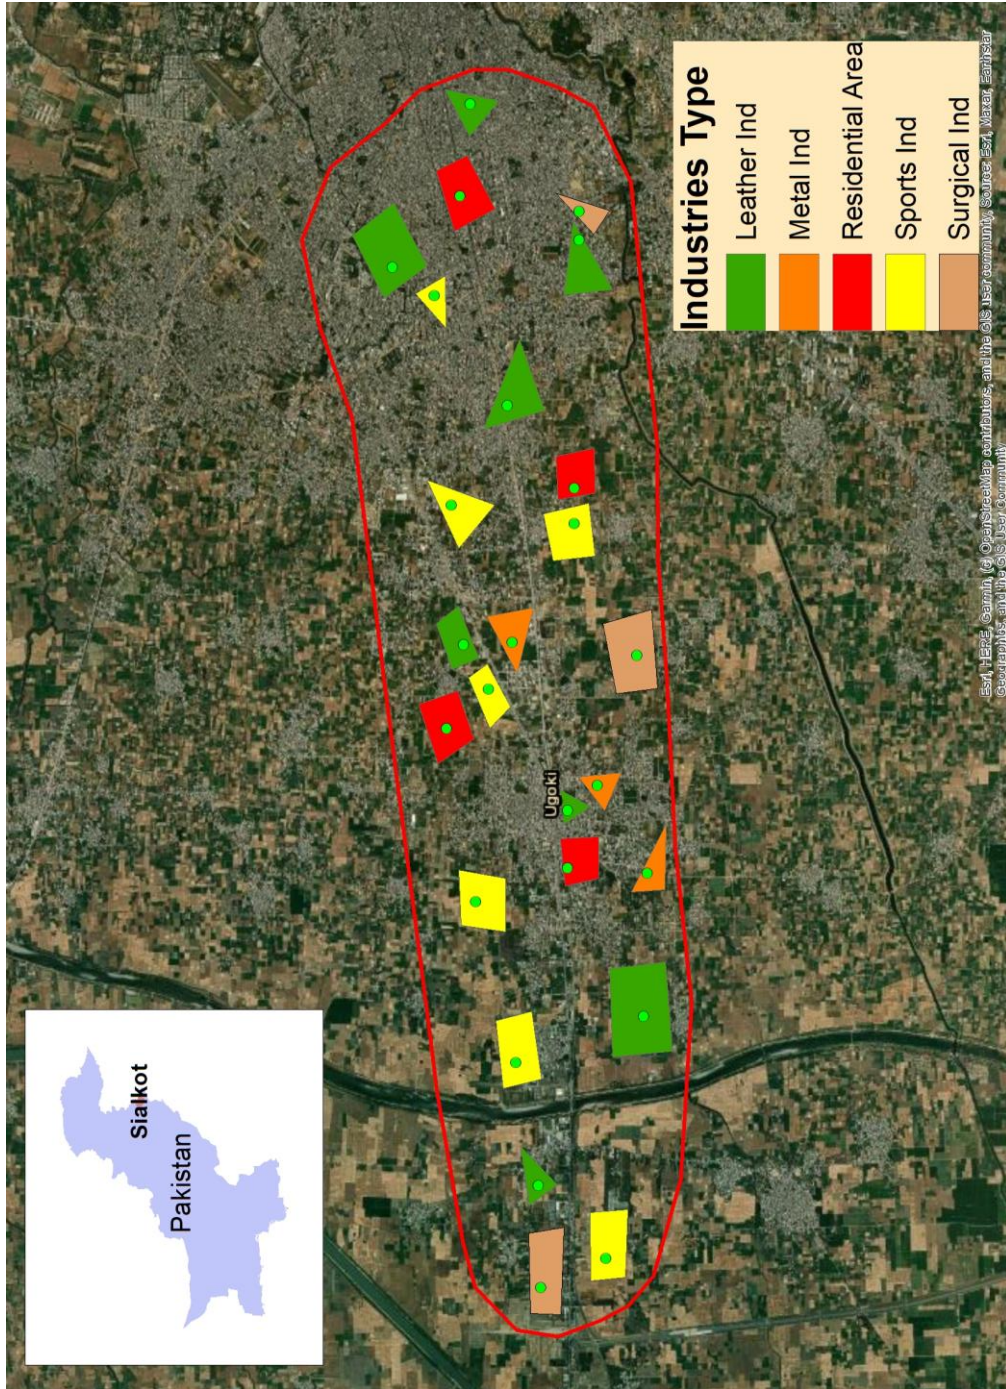 Sialkot
Pakistan
Ugoki
Industries Type
Leather Ind
Metal Ind
Residential Area
Sports Ind
Surgical Ind
Esri, HERE, Garmin, (c) OpenStreetMap contributors, and the GIS user community, Source: Esri, Maxar, Earthstar
Geographics, and the GIS User Community